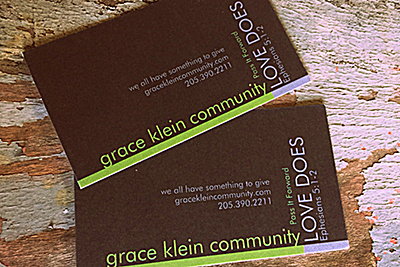 we all have something to give
gracekleincommunity.com
205.390.2211
grace klein community
Pass It Forward
LOVE DOES
Ephesians 5:1-2
we all have something to give
gracekleincommunity.com
205.390.2211
grace klein community
Pass It Forward
LOVE DOES
Ephesians 5:1-2